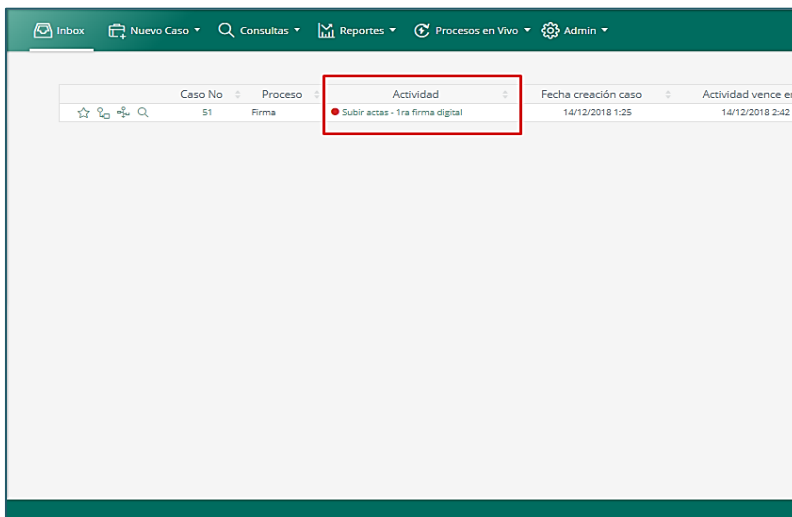 Inbox Nuevo Caso Consultas Reportes Procesos en Vivo Admin
Caso No Proceso Actividad Fecha creación caso Actividad vence en
51 Firma Subir actas - 1ra firma digital 14/12/2018 1:25 14/12/2018 2:42